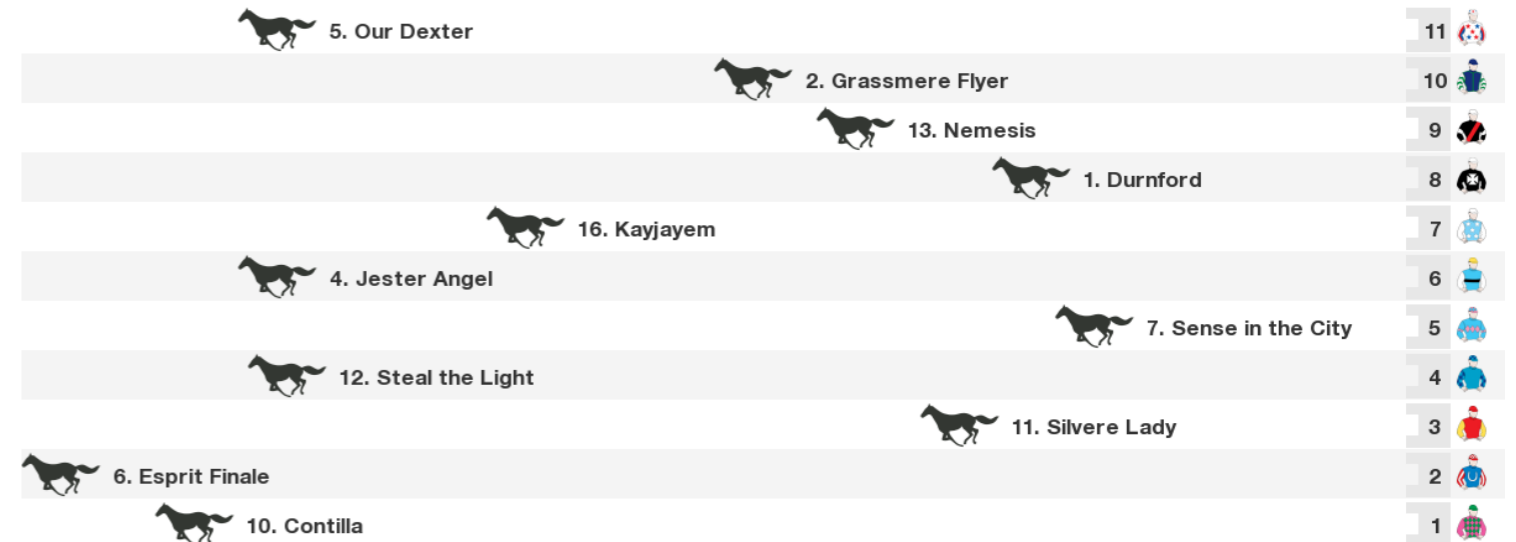 5. Our Dexter 11
2. Grassmere Flyer 10
13. Nemesis 9
1. Durnford 8
16. Kayjayem 7
4. Jester Angel 6
7. Sense in the City 5
12. Steal the Light 4
11. Silvere Lady 3
6. Esprit Finale 2
10. Contilla 1